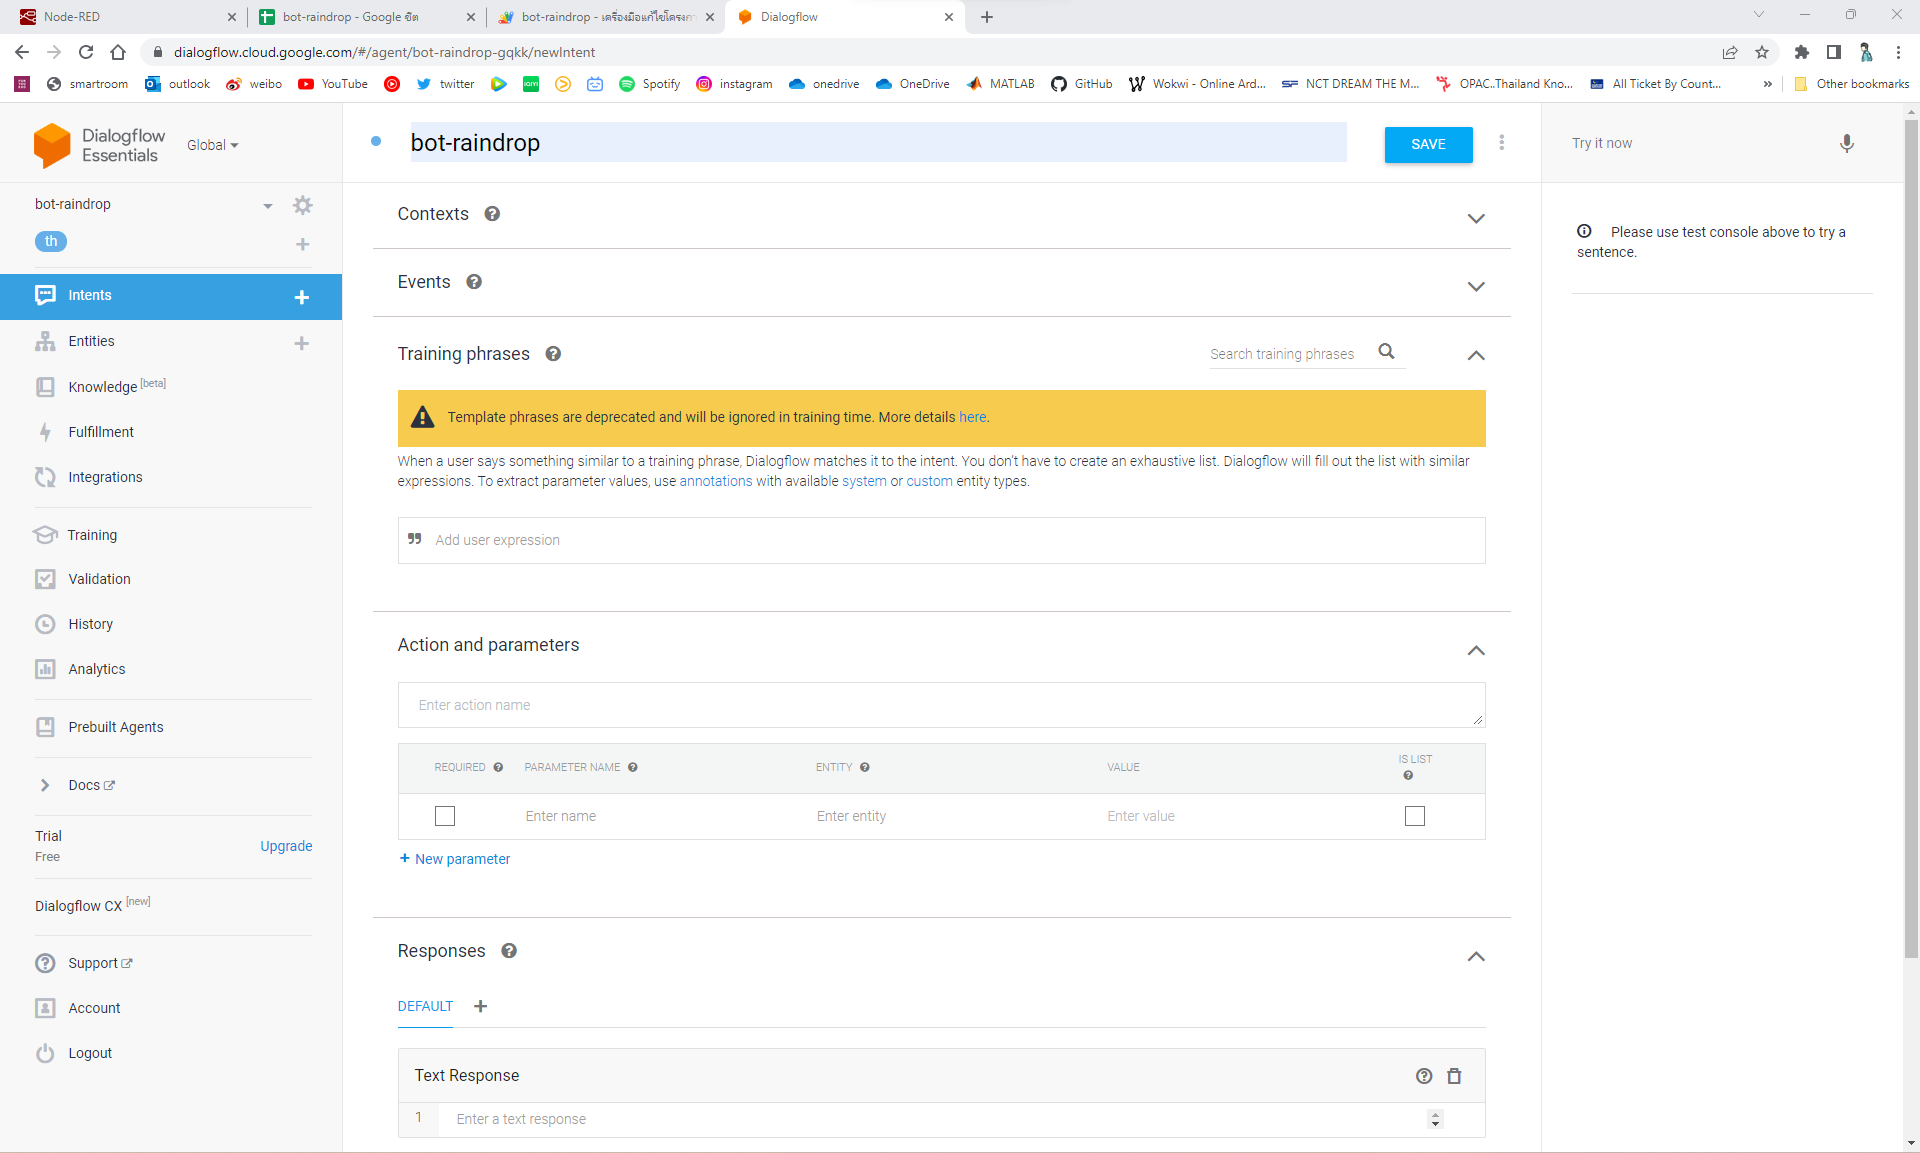 Node-RED
bot-raindrop - Google ชีต
bot-raindrop - เครื่องมือแก้ไขโครงกา
Dialogflow
dialogflow.cloud.google.com/#/agent/bot-raindrop-gqkk/newIntent
smartroom
outlook
weibo
YouTube
twitter
Spotify
instagram
onedrive
OneDrive
MATLAB
GitHub
Wokwi - Online Ard...
NCT DREAM THE M...
OPAC..Thailand Kno...
All Ticket By Count...
»
Other bookmarks
Dialogflow
Essentials
Global
bot-raindrop
SAVE
Try it now
bot-raindrop
th
Intents
Entities
Knowledge [beta]
Fulfillment
Integrations
Training
Validation
History
Analytics
Prebuilt Agents
Docs
Trial
Free
Upgrade
Dialogflow CX [new]
Support
Account
Logout
Contexts
Events
Training phrases
Search training phrases
Template phrases are deprecated and will be ignored in training time. More details here.
When a user says something similar to a training phrase, Dialogflow matches it to the intent. You don't have to create an exhaustive list. Dialogflow will fill out the list with similar
expressions. To extract parameter values, use annotations with available system or custom entity types.
Add user expression
Action and parameters
Enter action name
REQUIRED
PARAMETER NAME
ENTITY
VALUE
IS LIST
Enter name
Enter entity
Enter value
+ New parameter
Responses
DEFAULT
Text Response
1
Enter a text response
Please use test console above to try a
sentence.